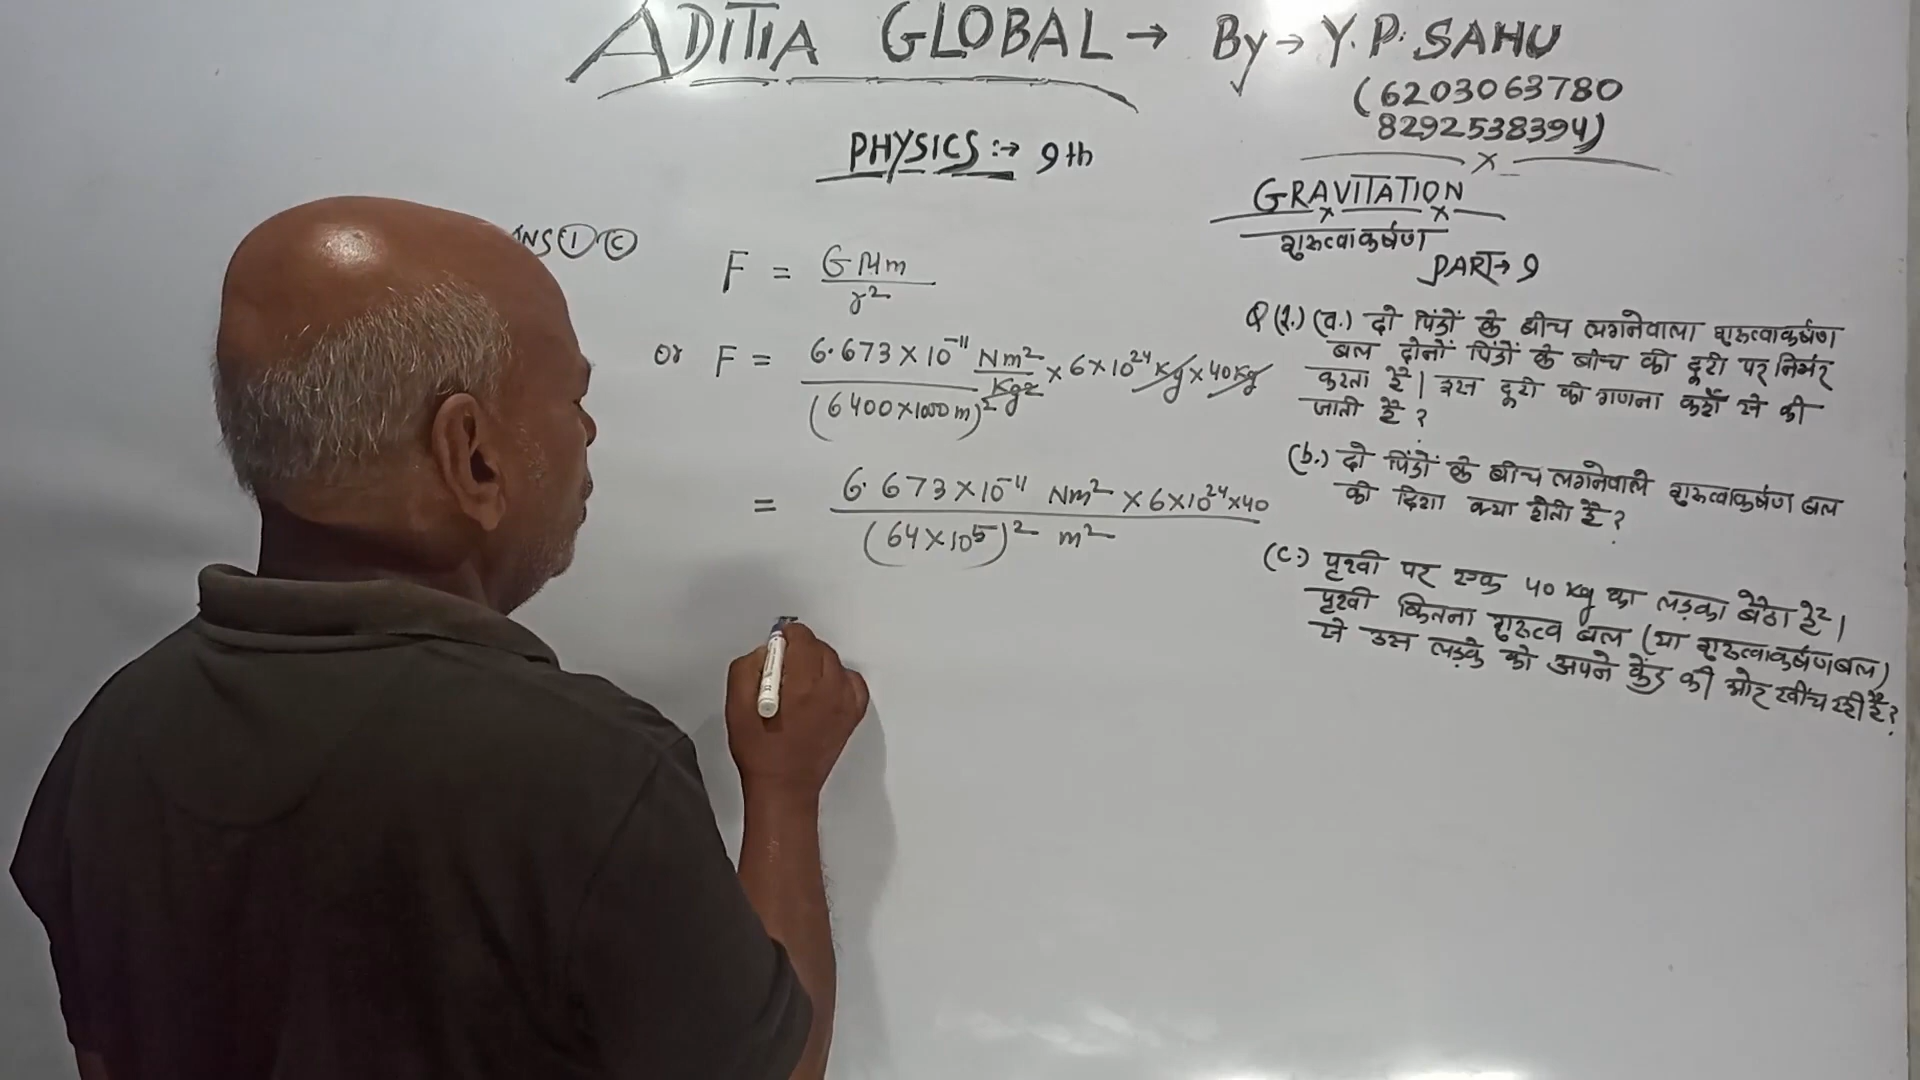 ADITIA GLOBAL → By → Y.P. SAHU
(6203063780
8292538394)
PHYSICS :→ 9th
GRAVITATION
गुरुत्वाकर्षण
PART → 9
ANS ① ⓒ
F = GMm / r²
or F = 6.673 × 10⁻¹¹ Nm²/Kg² × 6 × 10²⁴ Kg × 40 Kg / (6400 × 1000 m)²
= 6.673 × 10⁻¹¹ Nm² × 6 × 10²⁴ × 40 / (64 × 10⁵)² m²
Q (1.) (a.) दो पिंडों के बीच लगनेवाला गुरुत्वाकर्षण
बल दोनों पिंडों के बीच की दूरी पर निर्भर
करता है। इस दूरी की गणना कहाँ से की
जाती है ?
(b.) दो पिंडों के बीच लगनेवाले गुरुत्वाकर्षण बल
की दिशा क्या होती है ?
(c.) पृथ्वी पर एक 40 Kg का लड़का बैठा है।
पृथ्वी कितना गुरुत्व बल (या गुरुत्वाकर्षण बल)
से उस लड़के को अपने केंद्र की ओर खींच रही है ?